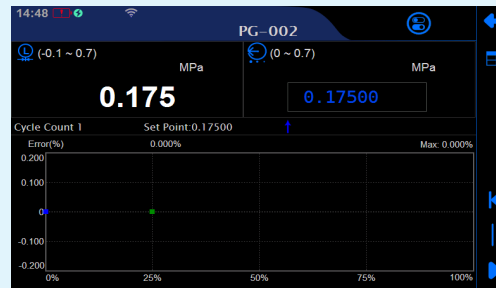 14:48
PG-002
(-0.1 ~ 0.7)
MPa
(0 ~ 0.7)
MPa
0.175
0.17500
Cycle Count 1 Set Point:0.17500
Error(%) 0.000% Max: 0.000%
0.200
0.100
0
-0.100
-0.200
0% 25% 50% 75% 100%